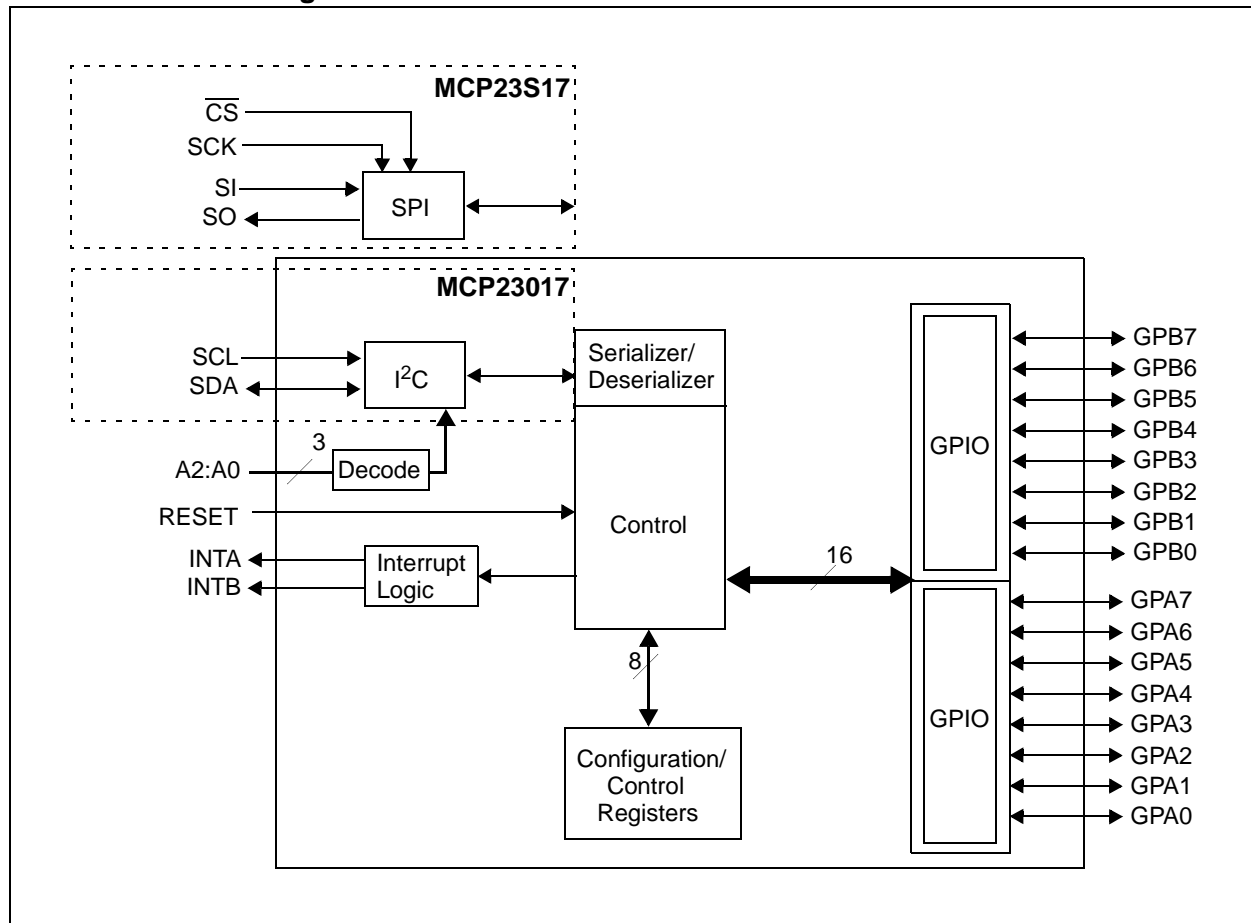 MCP23S17
CS
SCK
SI
SO
SPI
MCP23017
SCL
SDA
I²C
Serializer/
Deserializer
A2:A0
3
Decode
RESET
Control
INTA
INTB
Interrupt
Logic
16
8
Configuration/
Control
Registers
GPIO
GPB7
GPB6
GPB5
GPB4
GPB3
GPB2
GPB1
GPB0
GPIO
GPA7
GPA6
GPA5
GPA4
GPA3
GPA2
GPA1
GPA0